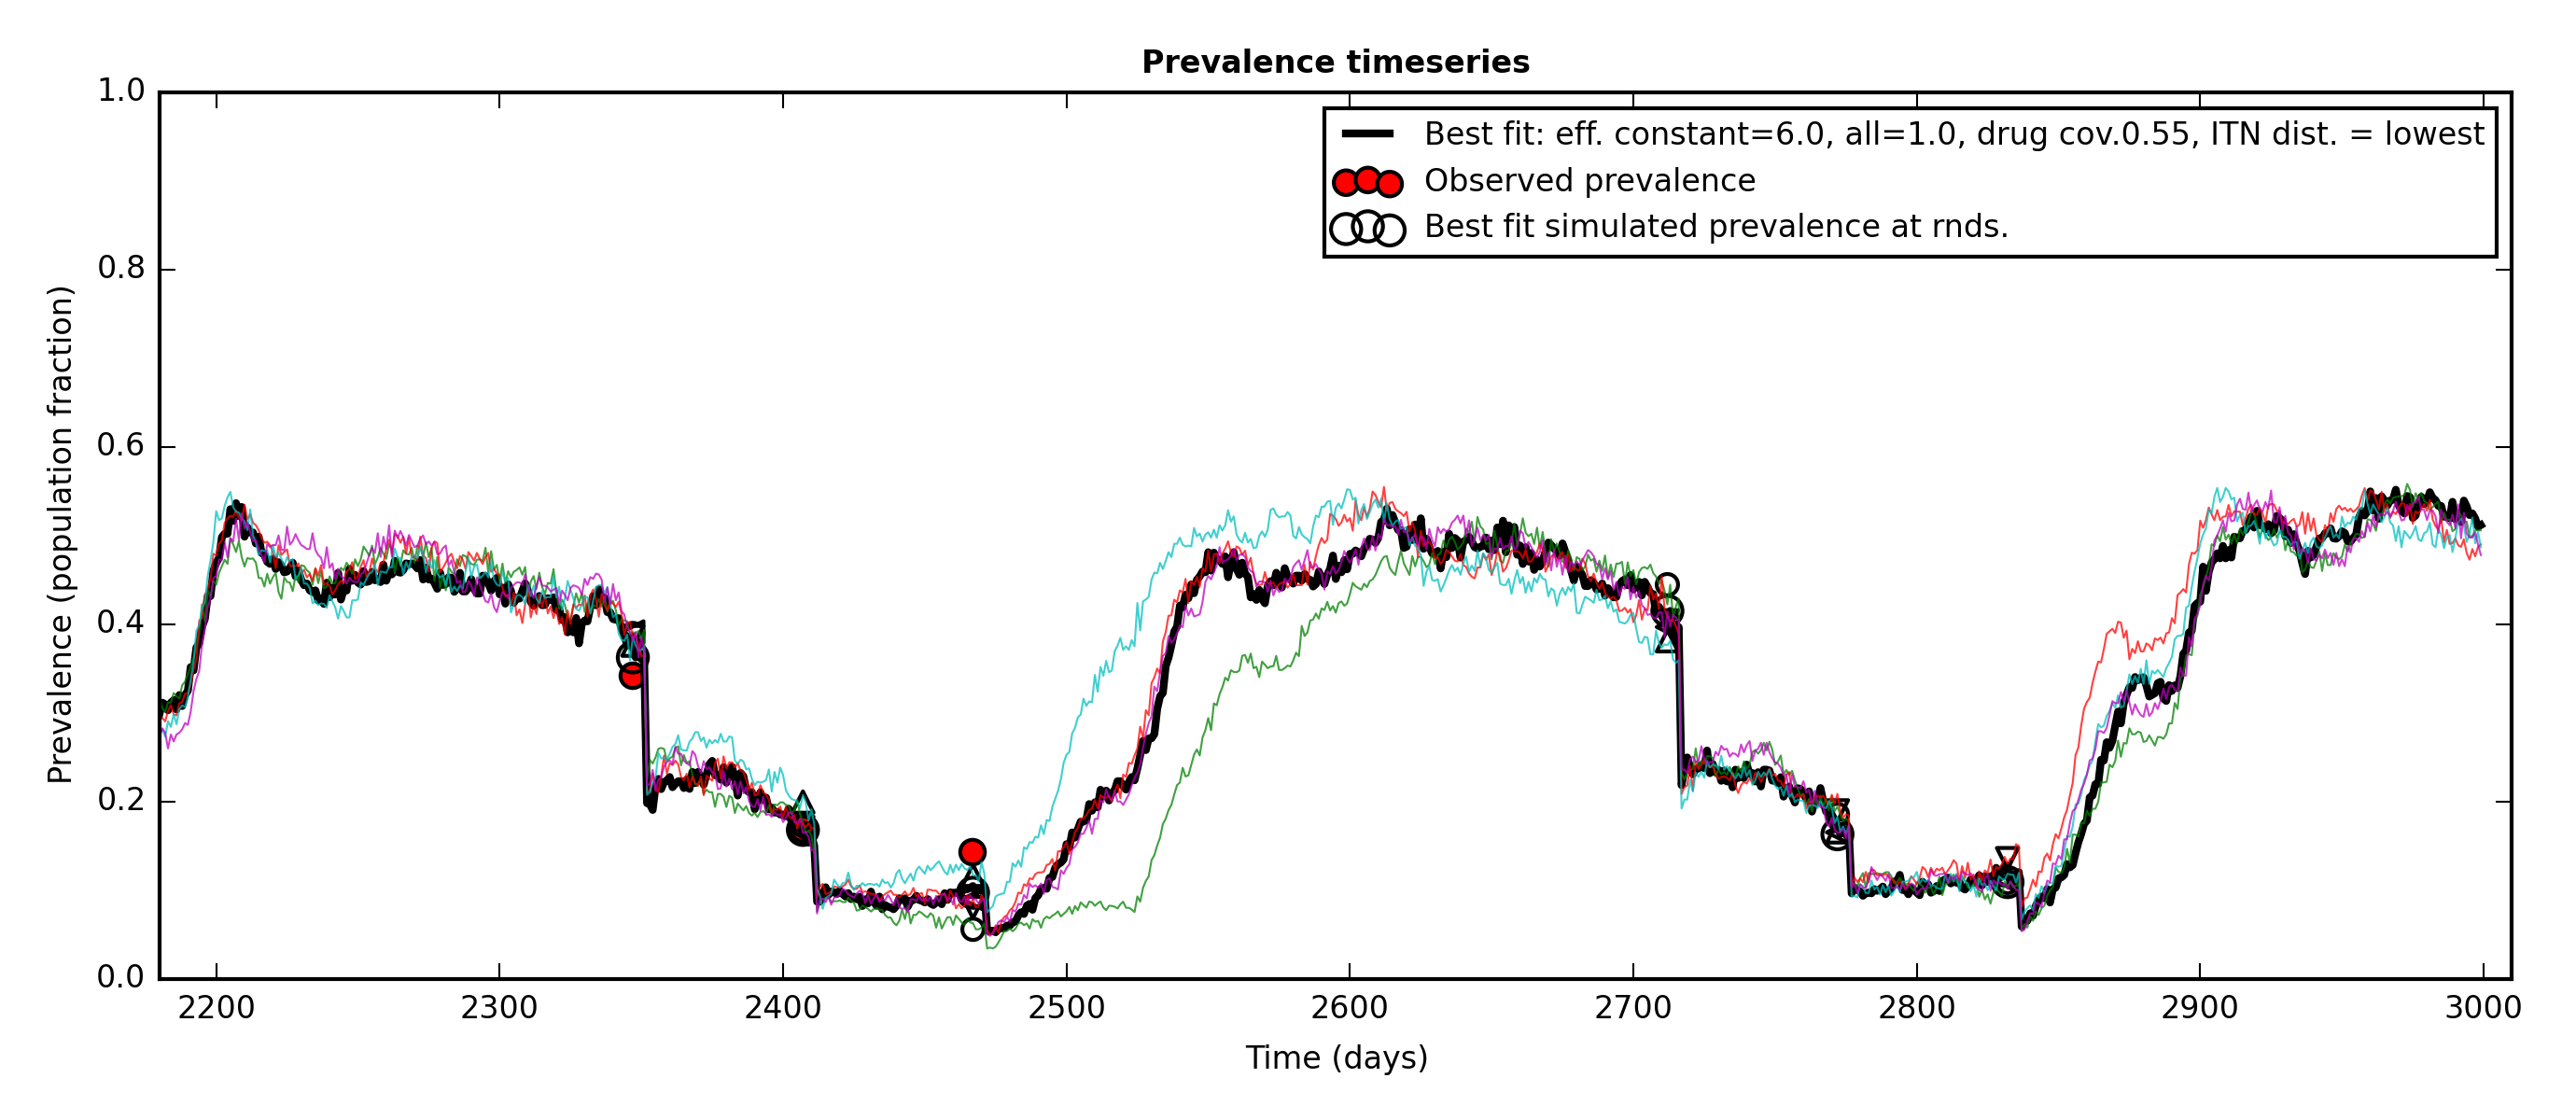 Prevalence timeseries
1.0
0.8
0.6
0.4
0.2
0.0
Prevalence (population fraction)
Best fit: eff. constant=6.0, all=1.0, drug cov.0.55, ITN dist. = lowest
Observed prevalence
Best fit simulated prevalence at rnds.
2200 2300 2400 2500 2600 2700 2800 2900 3000
Time (days)